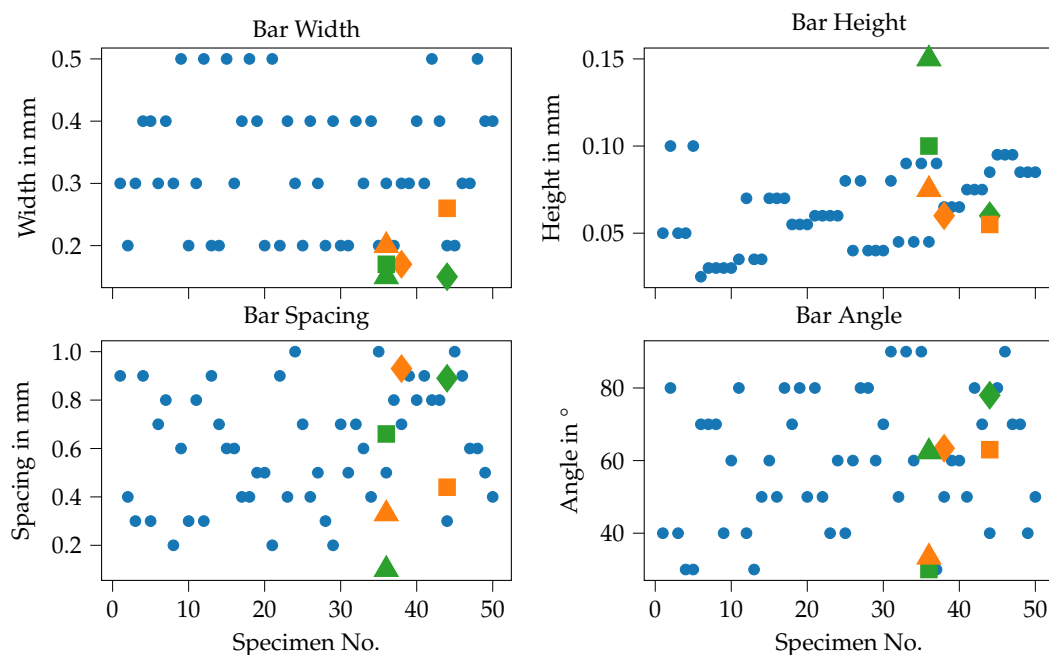 Bar Width
0.5
0.4
0.3
0.2
Width in mm
Bar Height
0.15
0.10
0.05
Height in mm
Bar Spacing
1.0
0.8
0.6
0.4
0.2
Spacing in mm
0 10 20 30 40 50
Specimen No.
Bar Angle
80
60
40
Angle in °
0 10 20 30 40 50
Specimen No.